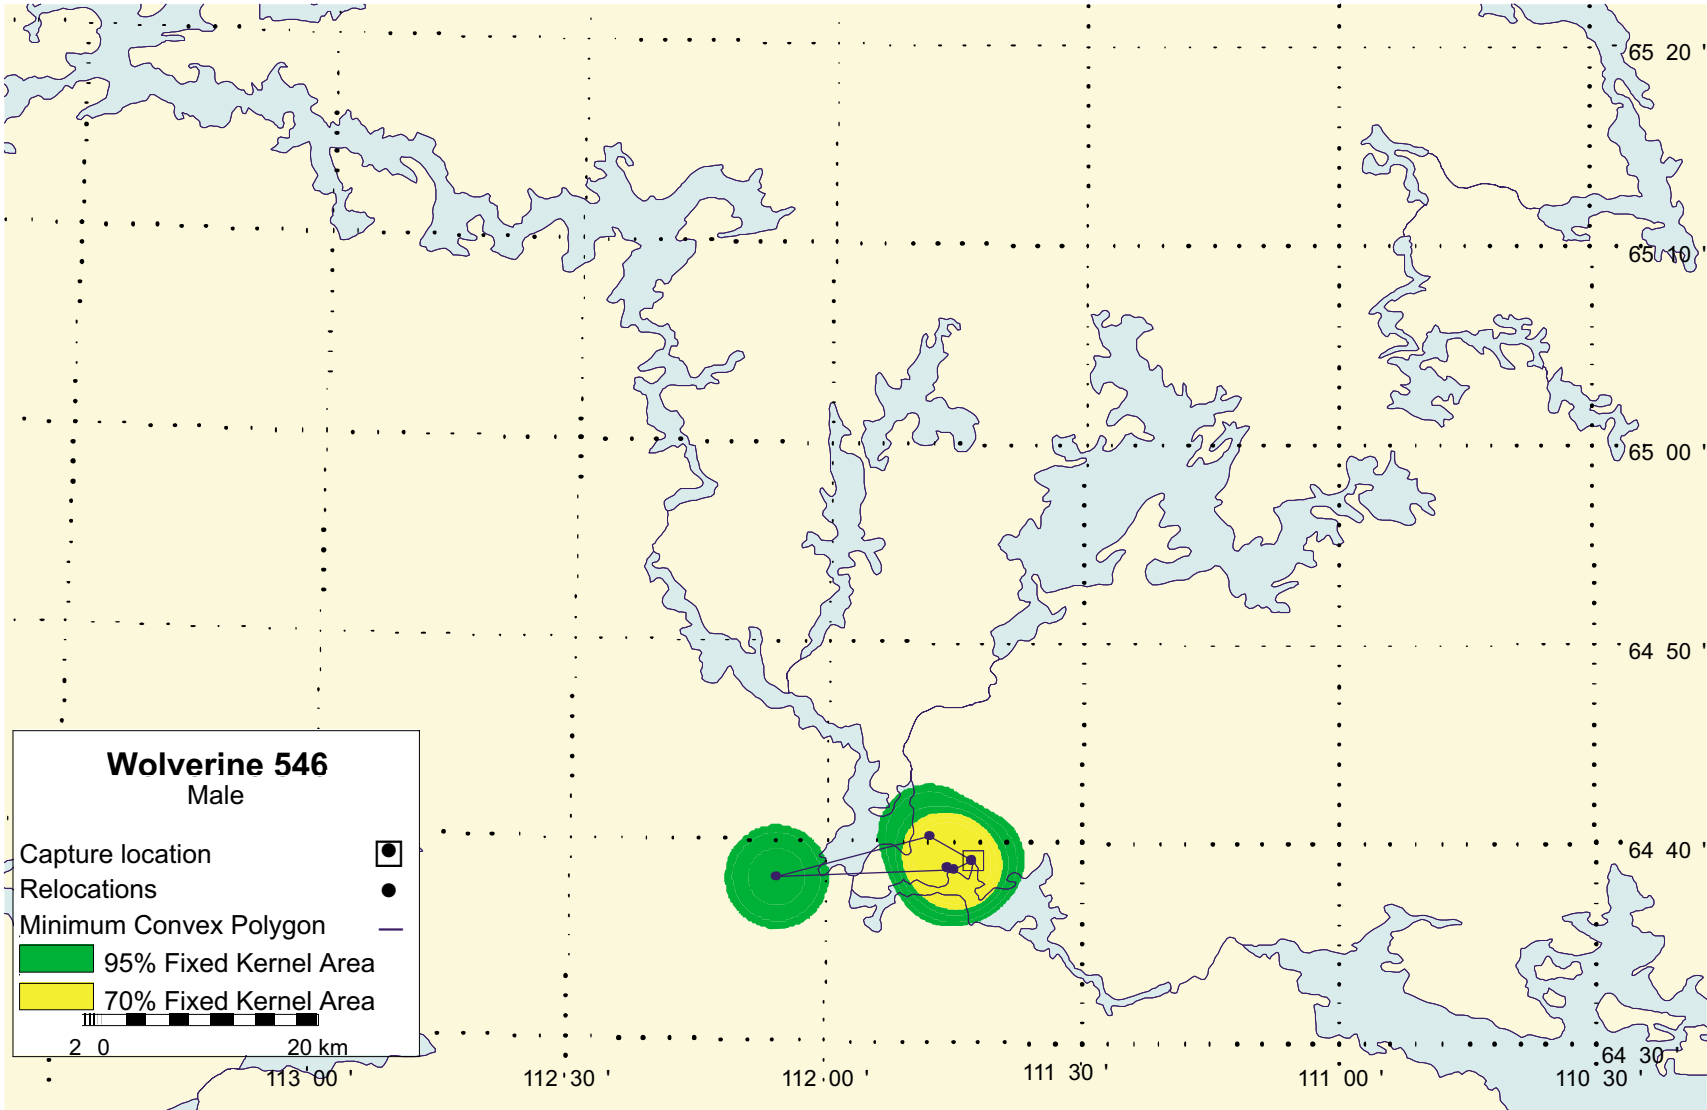 65 20 '
65 10 '
65 00 '
64 50 '
64 40 '
64 30 '
Wolverine 546
Male
Capture location
Relocations
Minimum Convex Polygon
95% Fixed Kernel Area
70% Fixed Kernel Area
2 0 20 km
113 00 ' 112 30 ' 112 00 ' 111 30 ' 111 00 ' 110 30 '